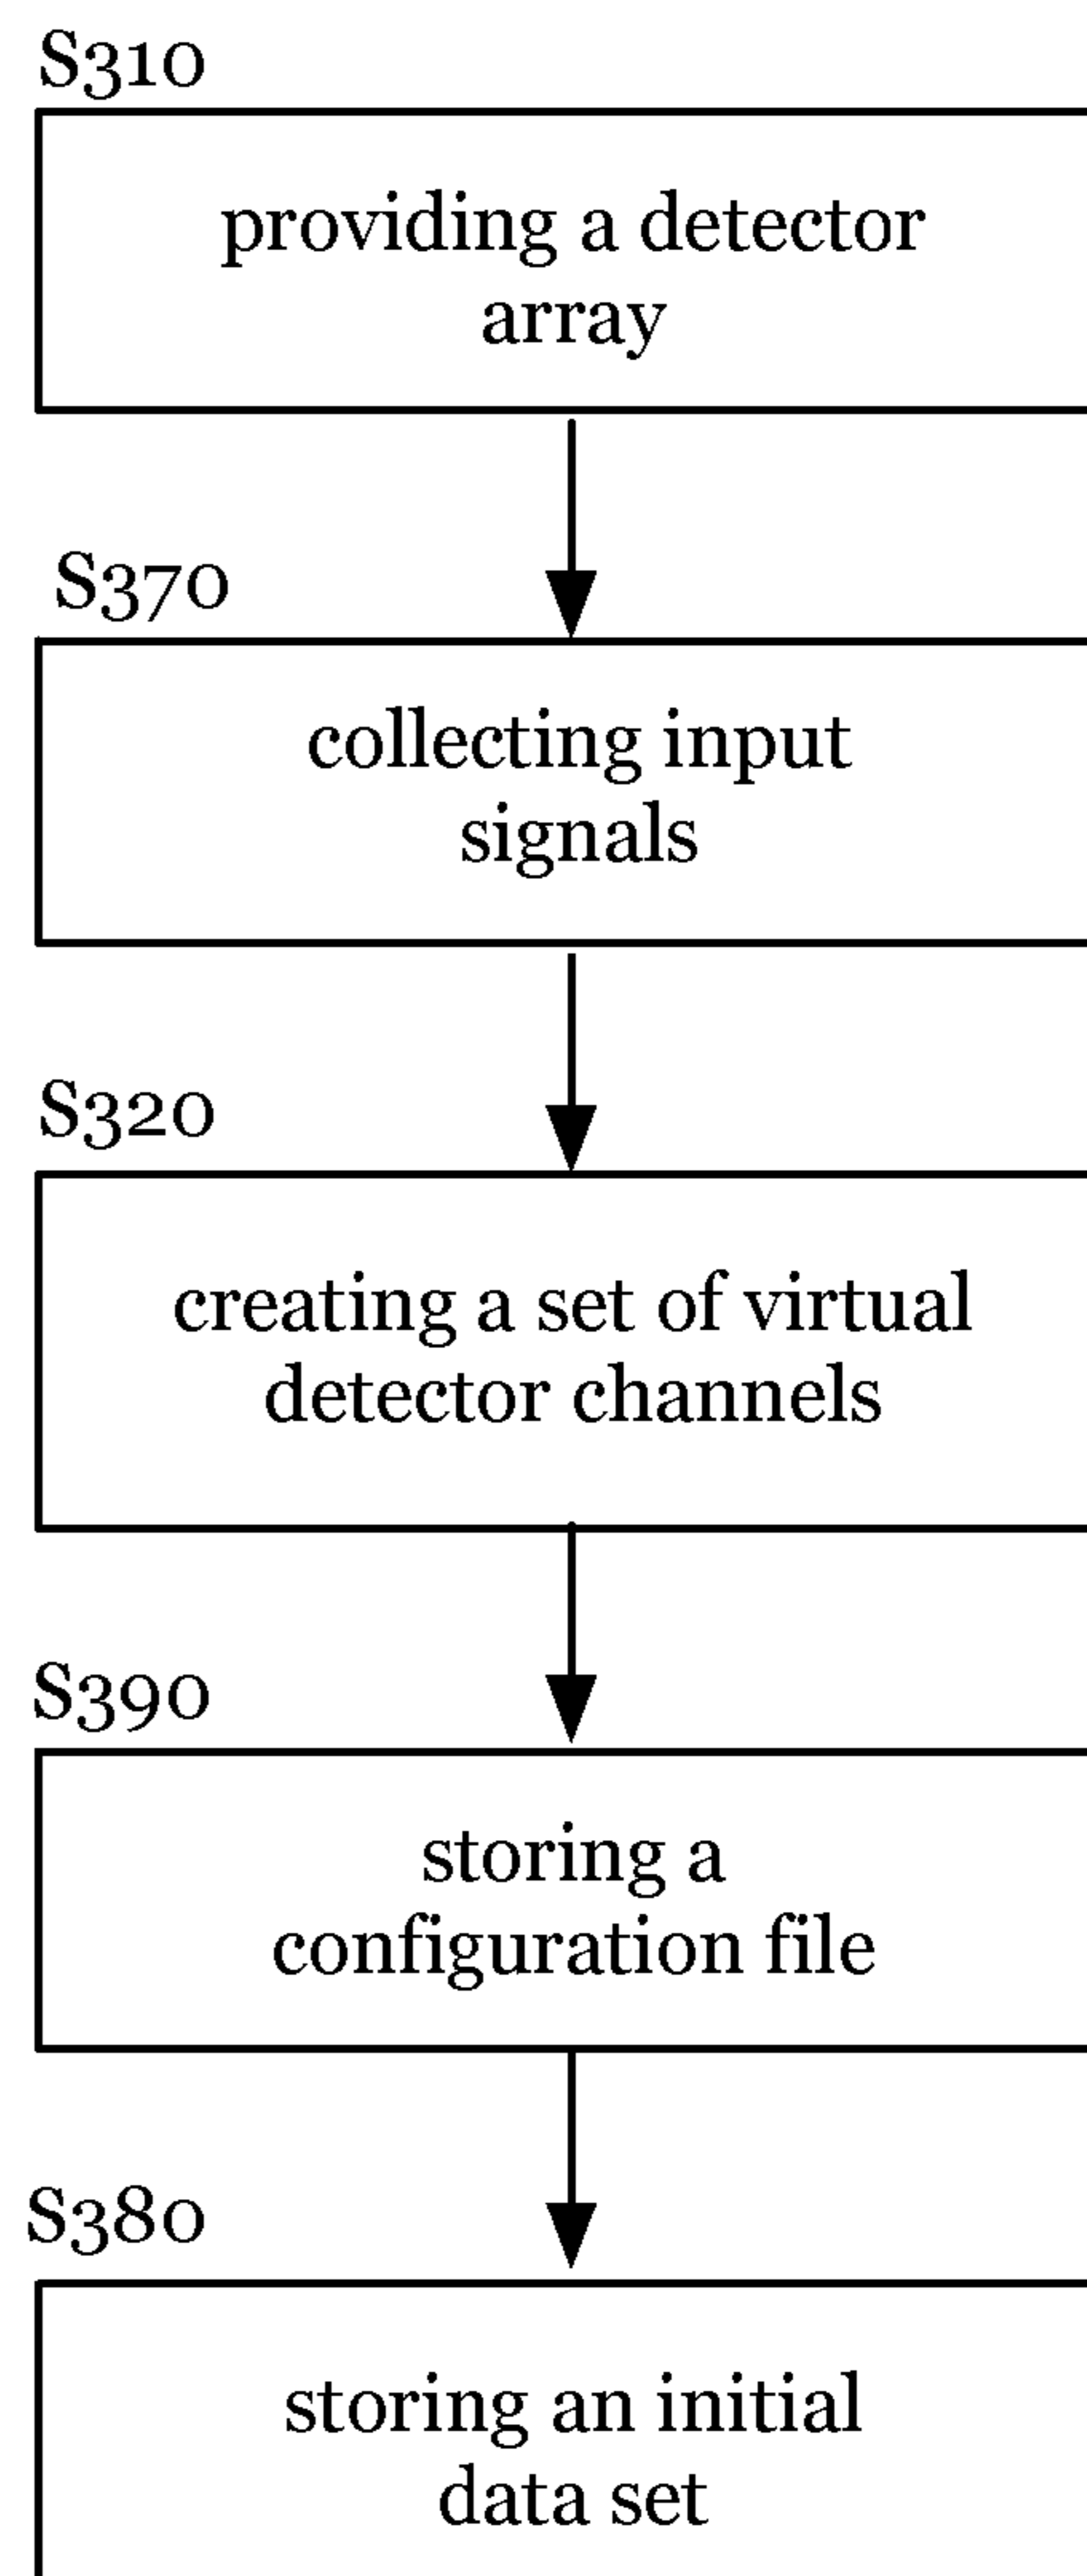 S310
providing a detector
array
S370
collecting input
signals
S320
creating a set of virtual
detector channels
S390
storing a
configuration file
S380
storing an initial
data set